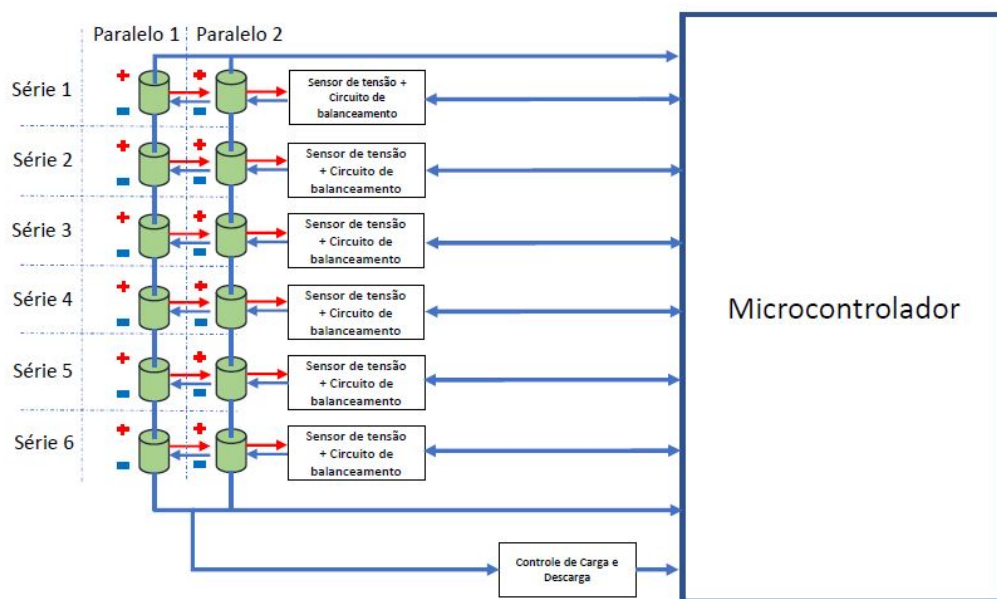 Paralelo 1 Paralelo 2
Série 1
Sensor de tensão +
Circuito de
balanceamento
Série 2
Sensor de tensão
+ Circuito de
balanceamento
Série 3
Sensor de tensão
+ Circuito de
balanceamento
Série 4
Sensor de tensão
+ Circuito de
balanceamento
Série 5
Sensor de tensão
+ Circuito de
balanceamento
Série 6
Sensor de tensão
+ Circuito de
balanceamento
Microcontrolador
Controle de Carga e
Descarga